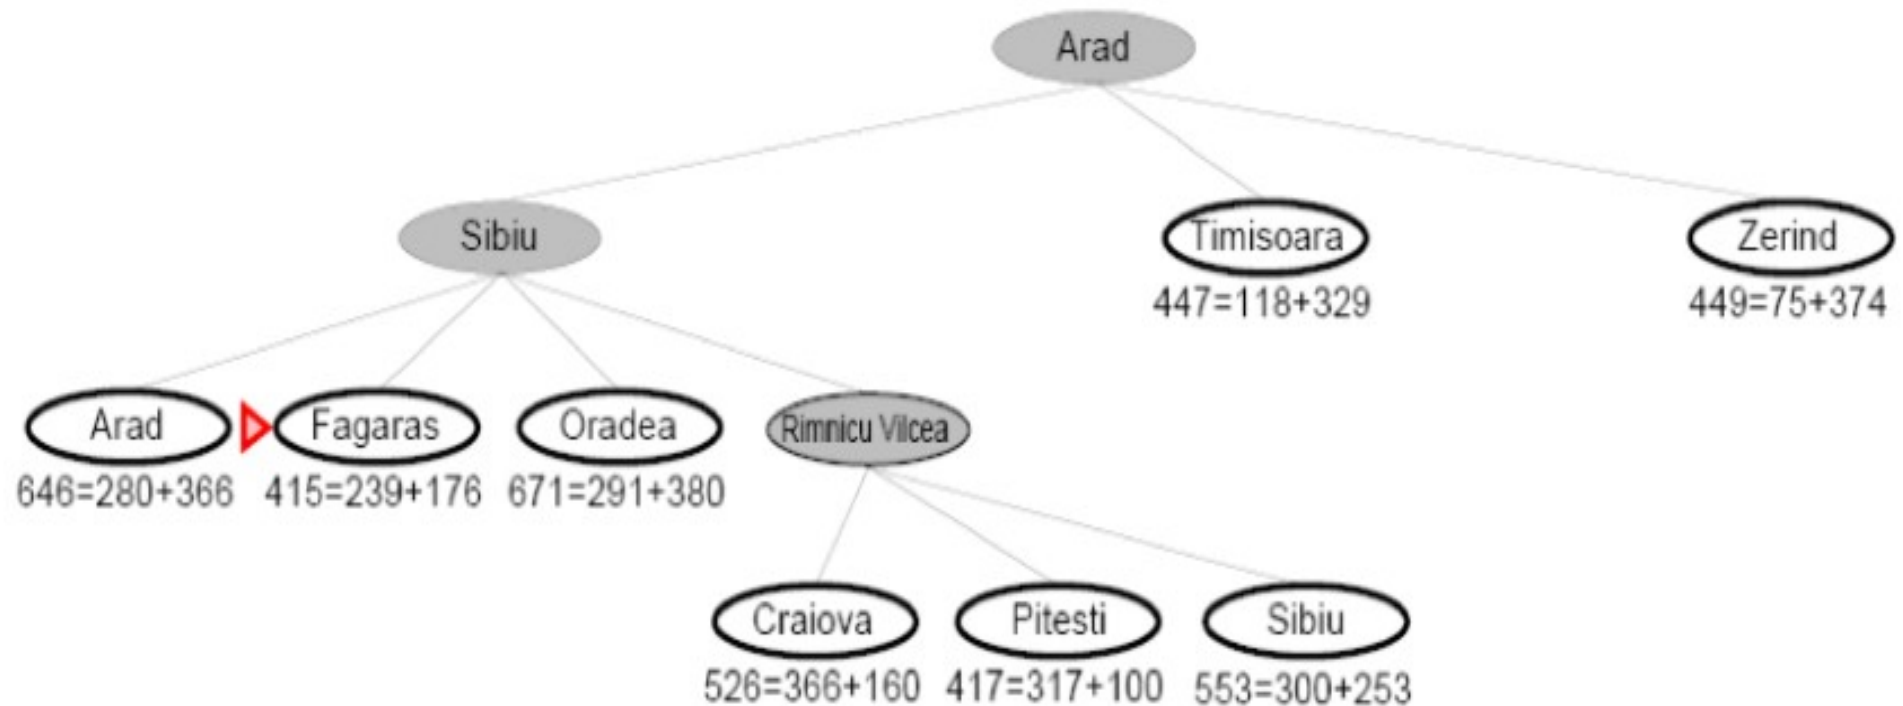 Arad
Sibiu
Timisoara
Zerind
447=118+329
449=75+374
Arad
Fagaras
Oradea
Rimnicu Vilcea
646=280+366
415=239+176
671=291+380
Craiova
Pitesti
Sibiu
526=366+160
417=317+100
553=300+253